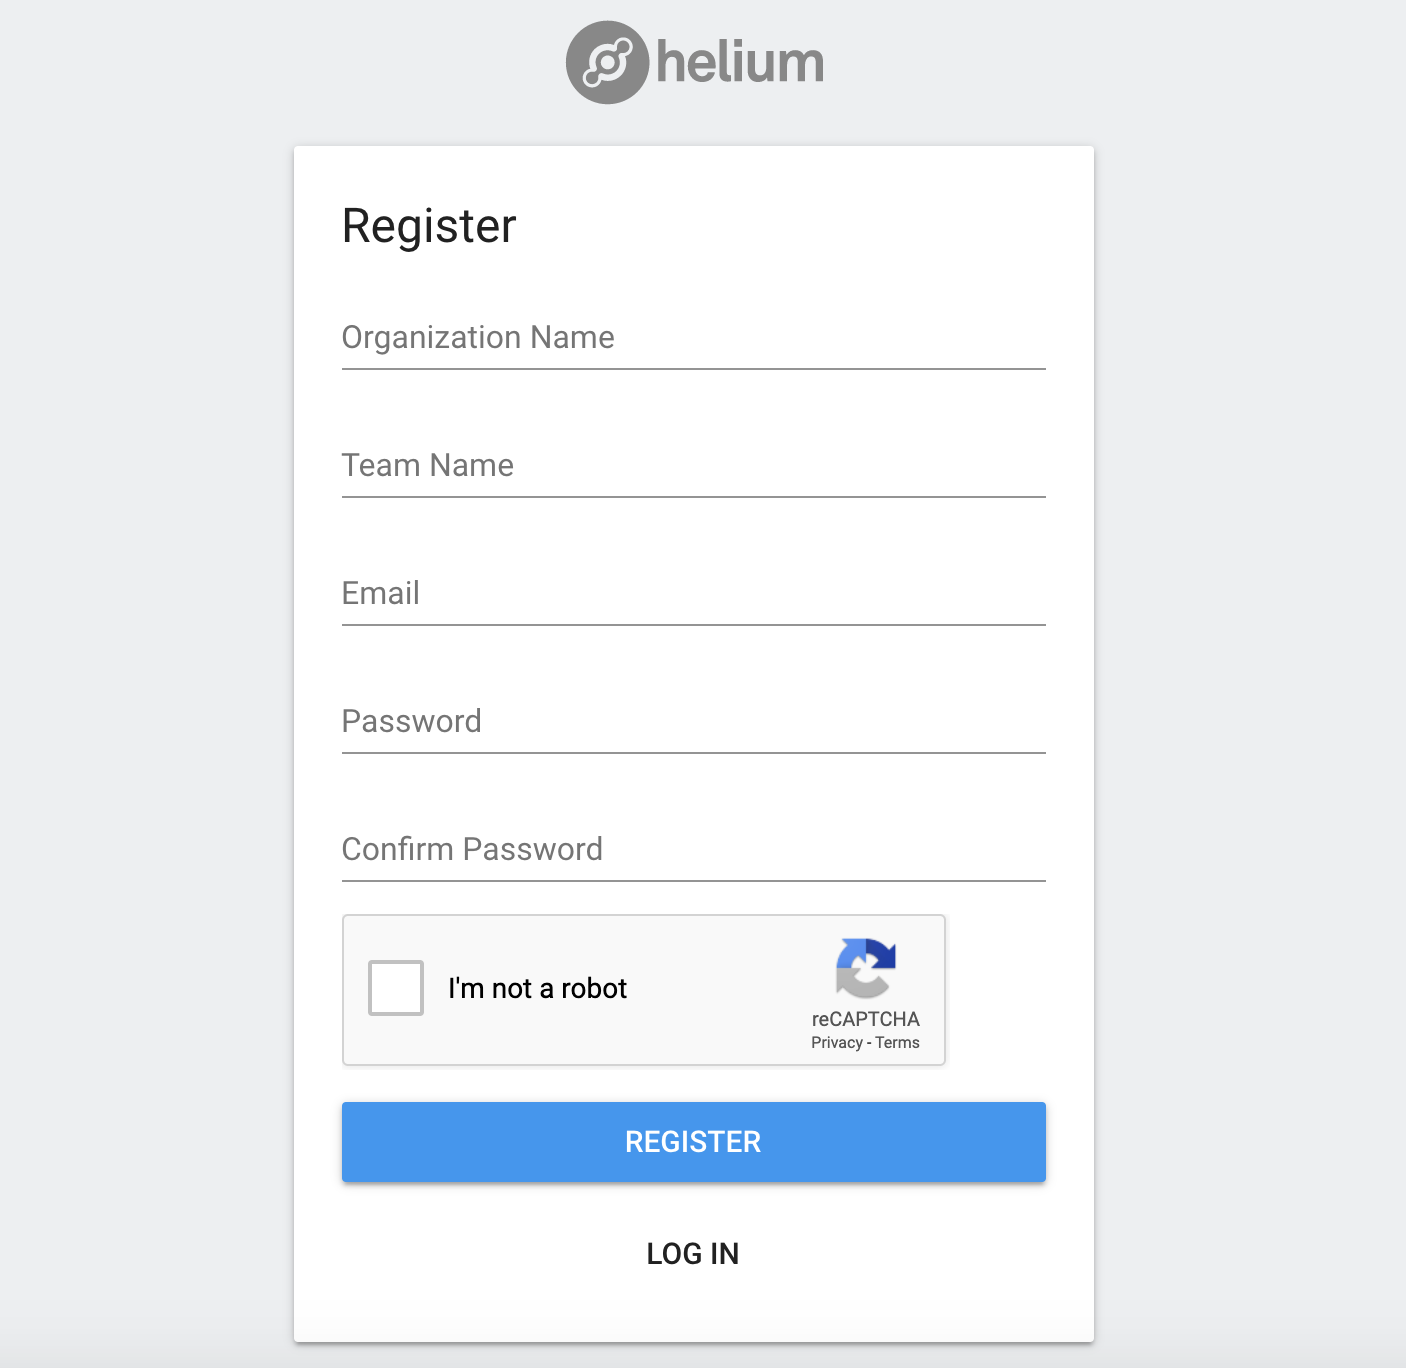 helium
Register
Organization Name
Team Name
Email
Password
Confirm Password
I'm not a robot
reCAPTCHA
Privacy - Terms
REGISTER
LOG IN